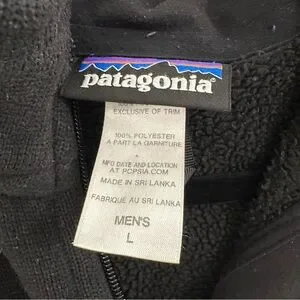 patagonia
EXCLUSIVE OF TRIM
100% POLYESTER
A PART LA GARNITURE
MFG DATE AND LOCATION
AT PCPSIA.COM
MADE IN SRI LANKA
FABRIQUE AU SRI LANKA
MEN'S
L